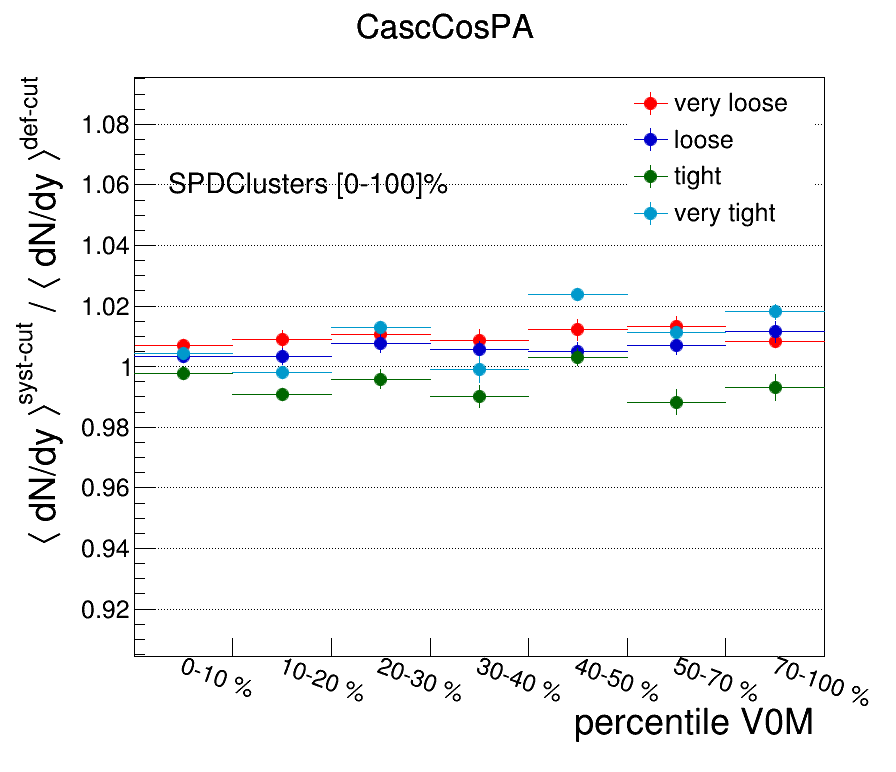 CascCosPA
⟨ dN/dy ⟩^syst-cut / ⟨ dN/dy ⟩^def-cut
very loose
loose
tight
very tight
SPDClusters [0-100]%
1.08
1.06
1.04
1.02
1
0.98
0.96
0.94
0.92
0-10 %
10-20 %
20-30 %
30-40 %
40-50 %
50-70 %
70-100 %
percentile V0M